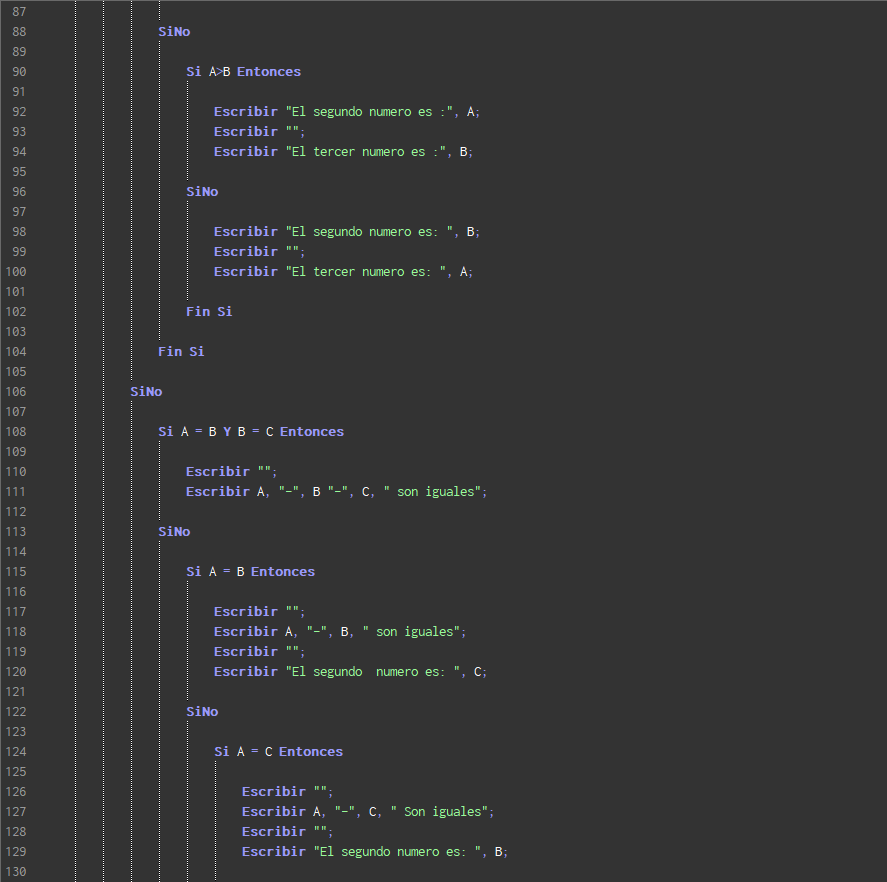 87
88 SiNo
89
90 Si A>B Entonces
91
92 Escribir "El segundo numero es :", A;
93 Escribir "";
94 Escribir "El tercer numero es :", B;
95
96 SiNo
97
98 Escribir "El segundo numero es: ", B;
99 Escribir "";
100 Escribir "El tercer numero es: ", A;
101
102 Fin Si
103
104 Fin Si
105
106 SiNo
107
108 Si A = B Y B = C Entonces
109
110 Escribir "";
111 Escribir A, "-", B "-", C, " son iguales";
112
113 SiNo
114
115 Si A = B Entonces
116
117 Escribir "";
118 Escribir A, "-", B, " son iguales";
119 Escribir "";
120 Escribir "El segundo  numero es: ", C;
121
122 SiNo
123
124 Si A = C Entonces
125
126 Escribir "";
127 Escribir A, "-", C, " Son iguales";
128 Escribir "";
129 Escribir "El segundo numero es: ", B;
130